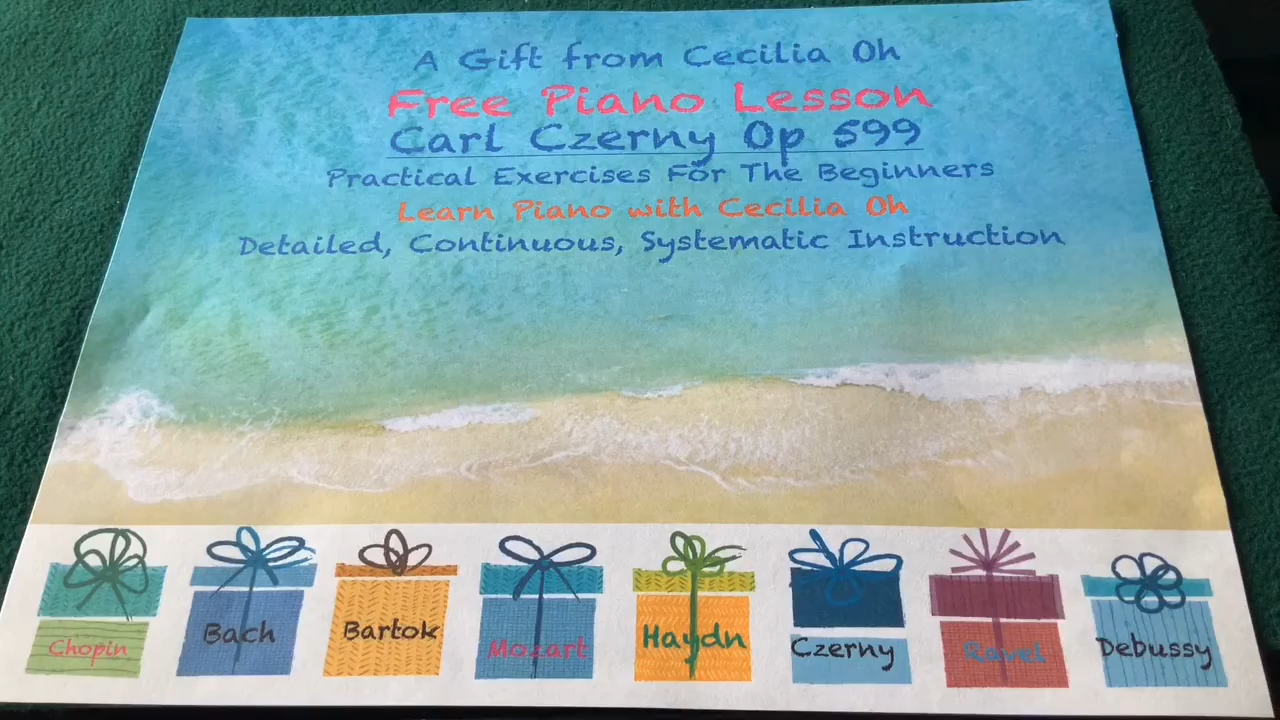 A Gift from Cecilia Oh
Free Piano Lesson
Carl Czerny Op 599
Practical Exercises For The Beginners
Learn Piano with Cecilia Oh
Detailed, Continuous, Systematic Instruction
Chopin Bach Bartok Mozart Haydn Czerny Ravel Debussy